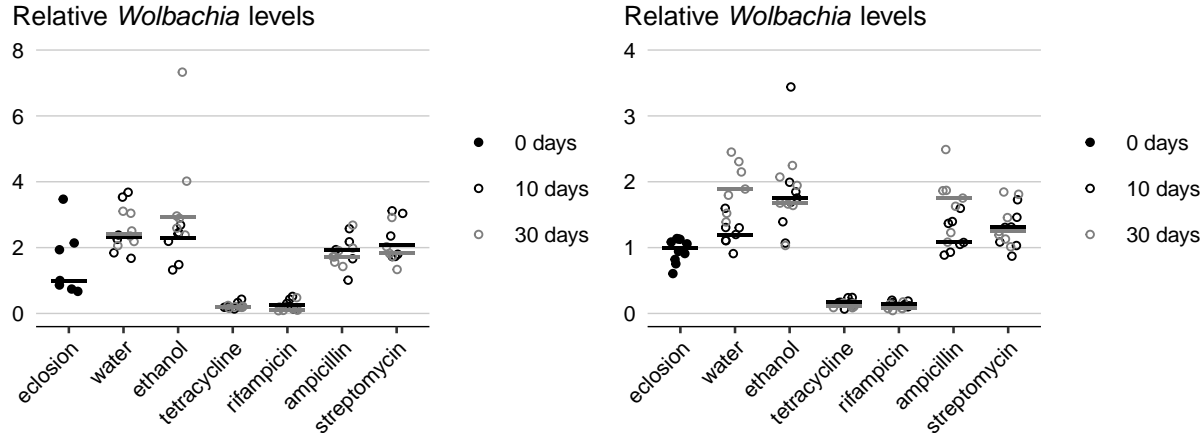 Relative Wolbachia levels
8
6
4
2
0
eclosion
water
ethanol
tetracycline
rifampicin
ampicillin
streptomycin
0 days
10 days
30 days
Relative Wolbachia levels
4
3
2
1
0
eclosion
water
ethanol
tetracycline
rifampicin
ampicillin
streptomycin
0 days
10 days
30 days